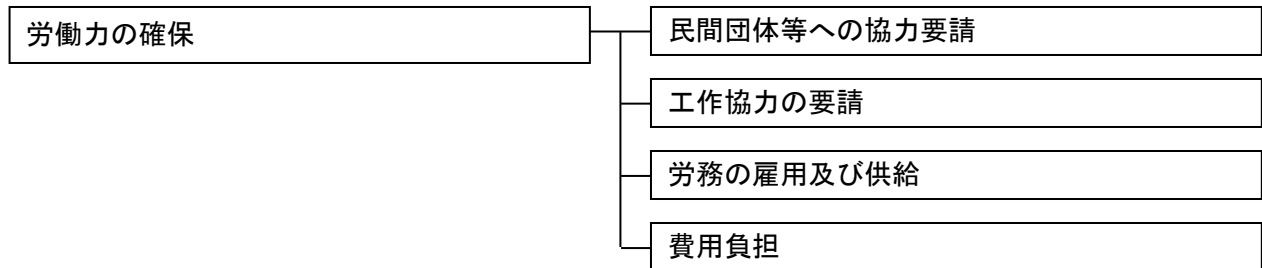 労働力の確保
民間団体等への協力要請
工作協力の要請
労務の雇用及び供給
費用負担